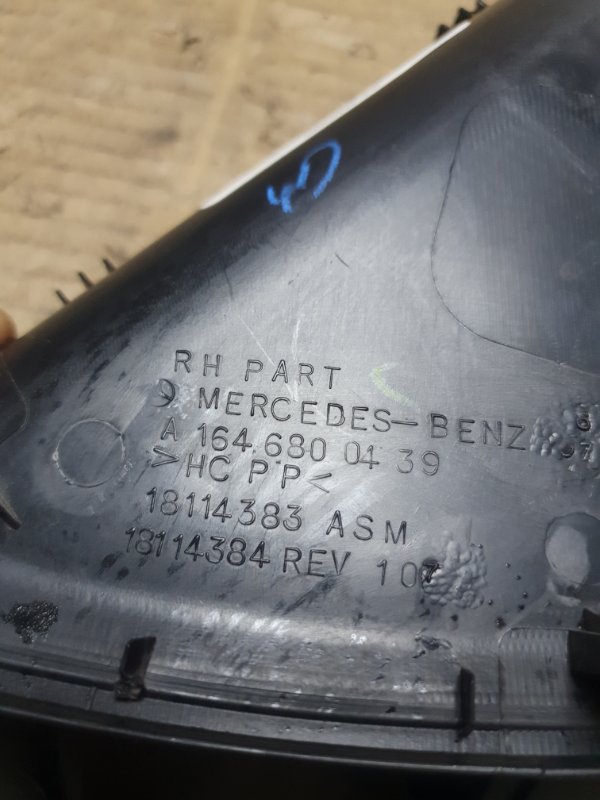 RH PART
MERCEDES-BENZ
A 164 680 04 39
>HC PP<
18114383 ASM
18114384 REV 107